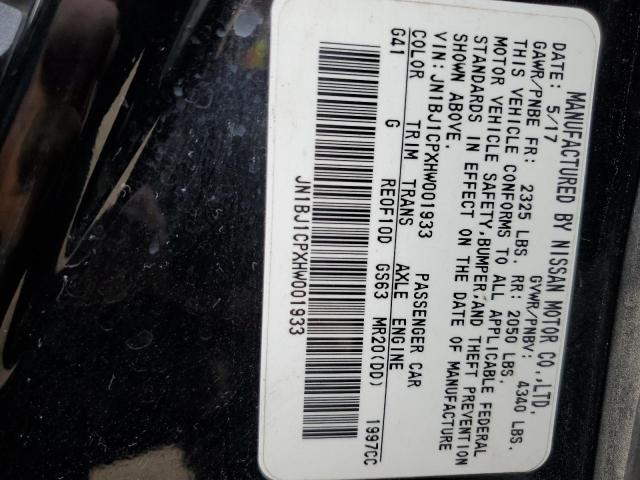 MANUFACTURED BY NISSAN MOTOR CO.,LTD.
DATE: 5/17 GVWR/PNBV: 4340 LBS.
GAWR/PNBE FR: 2325 LBS. RR: 2050 LBS.
THIS VEHICLE CONFORMS TO ALL APPLICABLE FEDERAL
MOTOR VEHICLE SAFETY,BUMPER,AND THEFT PREVENTION
STANDARDS IN EFFECT ON THE DATE OF MANUFACTURE
SHOWN ABOVE.
VIN: JN1BJ1CPXHW001933 PASSENGER CAR
COLOR TRIM TRANS AXLE ENGINE
G41 G RE0F10D GS63 MR20(DD) 1997CC
JN1BJ1CPXHW001933